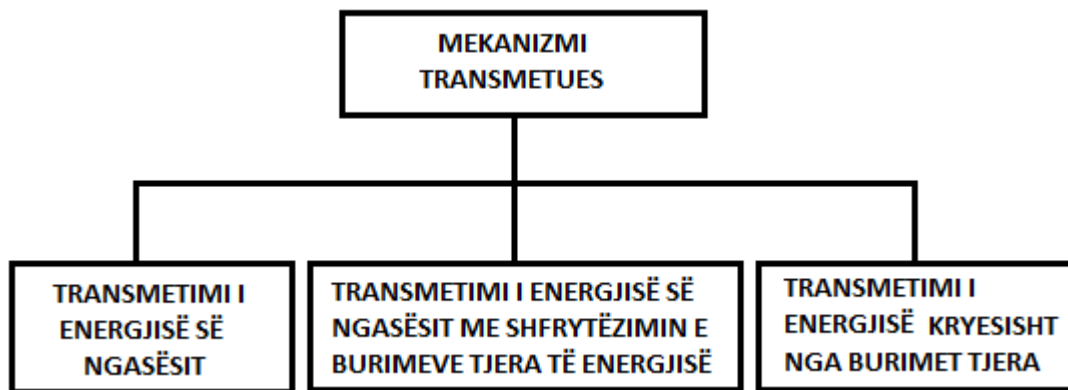 MEKANIZMI
TRANSMETUES
TRANSMETIMI I
ENERGJISË SË
NGASËSIT
TRANSMETIMI I ENERGJISË SË
NGASËSIT ME SHFRYTËZIMIN E
BURIMEVE TJERA TË ENERGJISË
TRANSMETIMI I
ENERGJISË KRYESISHT
NGA BURIMET TJERA